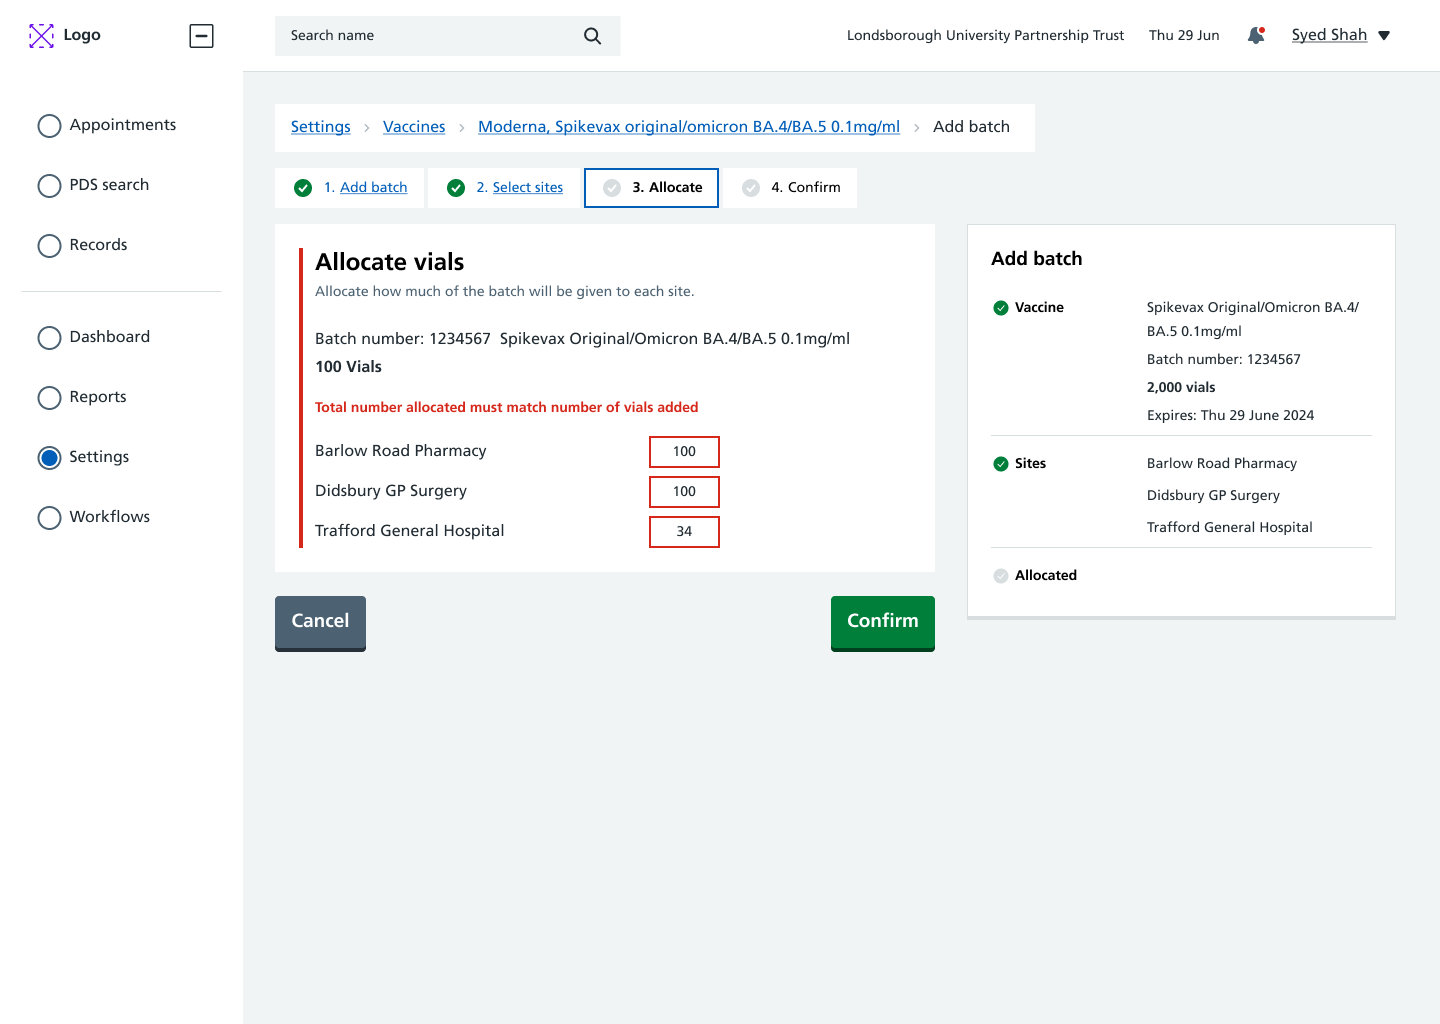 Logo
Search name
Londsborough University Partnership Trust
Thu 29 Jun
Syed Shah
Appointments
PDS search
Records
Dashboard
Reports
Settings
Workflows
Settings > Vaccines > Moderna, Spikevax original/omicron BA.4/BA.5 0.1mg/ml > Add batch
1. Add batch
2. Select sites
3. Allocate
4. Confirm
Allocate vials
Allocate how much of the batch will be given to each site.
Batch number: 1234567 Spikevax Original/Omicron BA.4/BA.5 0.1mg/ml
100 Vials
Total number allocated must match number of vials added
Barlow Road Pharmacy 100
Didsbury GP Surgery 100
Trafford General Hospital 34
Cancel
Confirm
Add batch
Vaccine
Spikevax Original/Omicron BA.4/
BA.5 0.1mg/ml
Batch number: 1234567
2,000 vials
Expires: Thu 29 June 2024
Sites
Barlow Road Pharmacy
Didsbury GP Surgery
Trafford General Hospital
Allocated